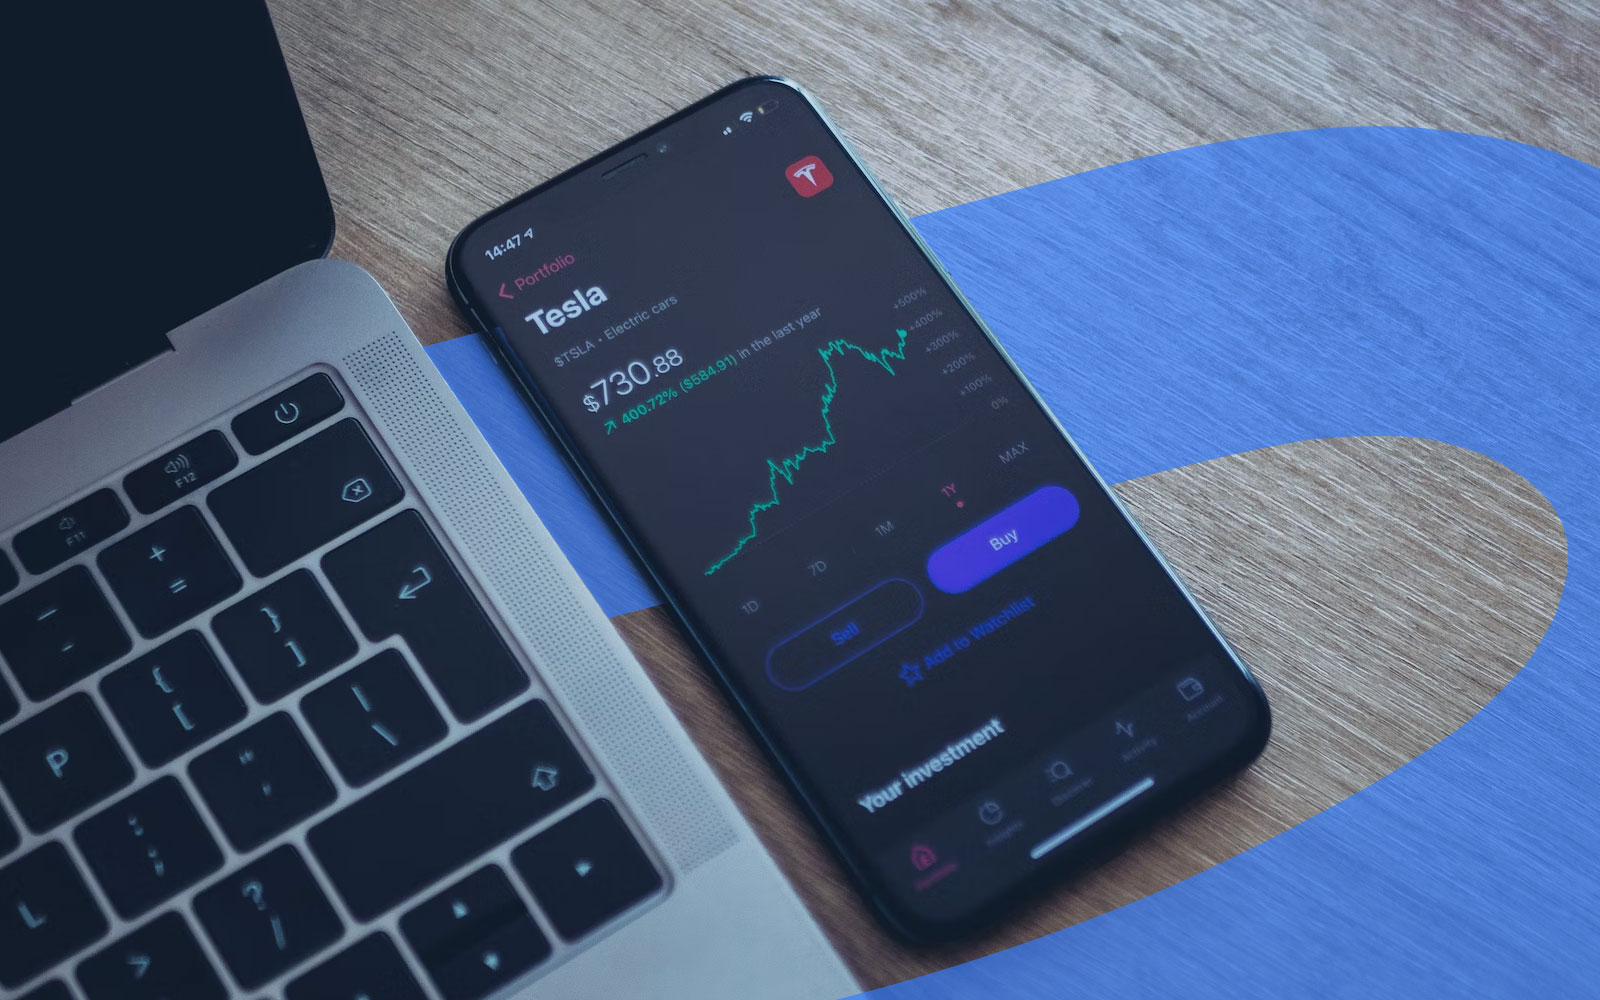 14:47
Portfolio
Tesla
$TSLA • Electric cars
$730.88
↗ 400.72% ($584.91) in the last year
+500%
+400%
+300%
+200%
+100%
0%
1D
7D
1M
1Y
MAX
Sell
Buy
Add to Watchlist
Your investment
Insights
Discover
Activity
Account
F11
F12
+
=
–
-
{
[
}
]
P
"
'
|
\
:
;
L
?
/
>